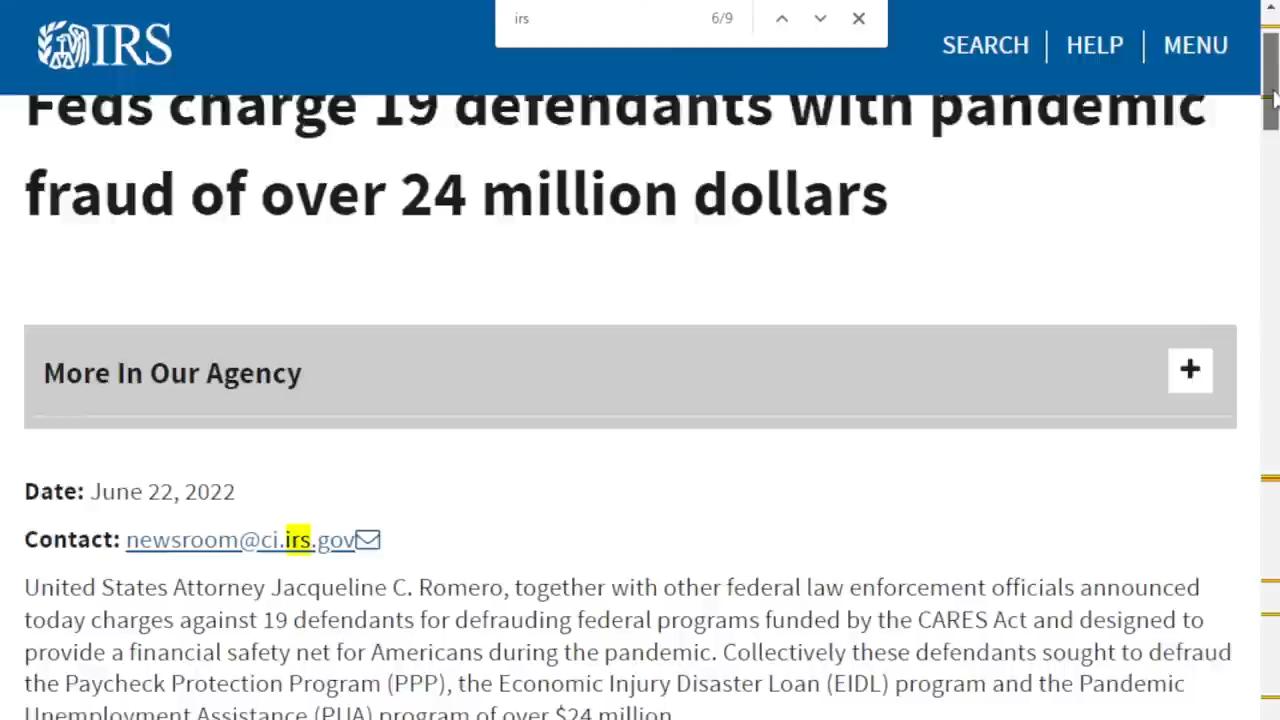 irs 6/9
IRS
SEARCH HELP MENU
Feds charge 19 defendants with pandemic
fraud of over 24 million dollars
More In Our Agency
Date: June 22, 2022
Contact: newsroom@ci.irs.gov
United States Attorney Jacqueline C. Romero, together with other federal law enforcement officials announced
today charges against 19 defendants for defrauding federal programs funded by the CARES Act and designed to
provide a financial safety net for Americans during the pandemic. Collectively these defendants sought to defraud
the Paycheck Protection Program (PPP), the Economic Injury Disaster Loan (EIDL) program and the Pandemic
Unemployment Assistance (PUA) program of over $24 million.